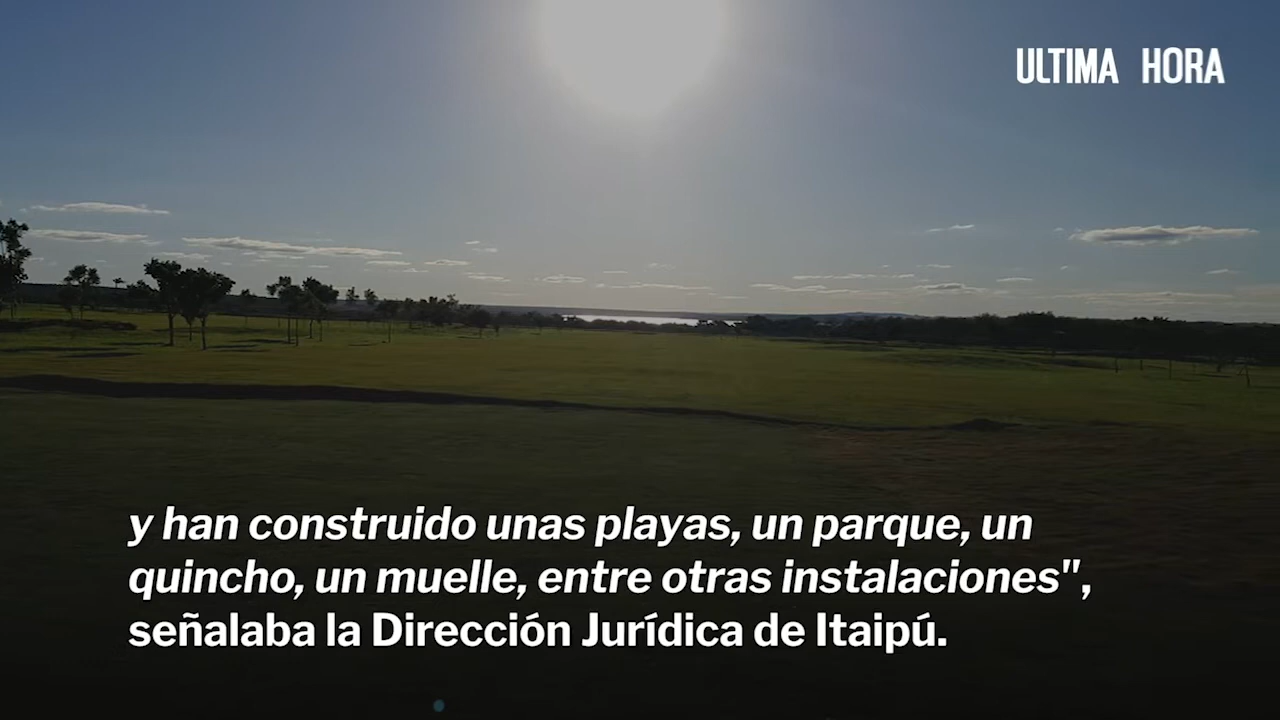 ULTIMA HORA
y han construido unas playas, un parque, un
quincho, un muelle, entre otras instalaciones",
señalaba la Dirección Jurídica de Itaipú.